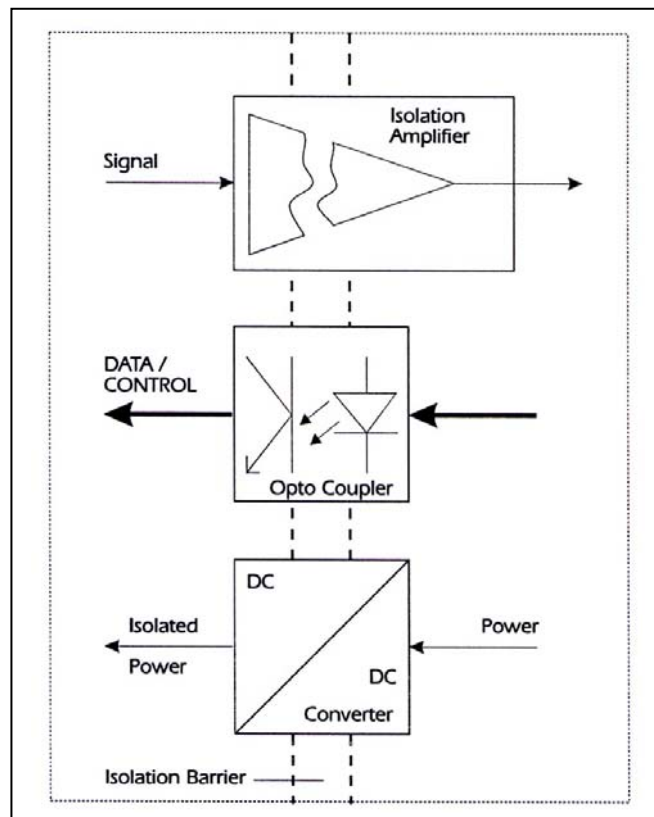 Isolation
Amplifier
Signal
DATA /
CONTROL
Opto Coupler
DC
Isolated
Power
Power
DC
Converter
Isolation Barrier